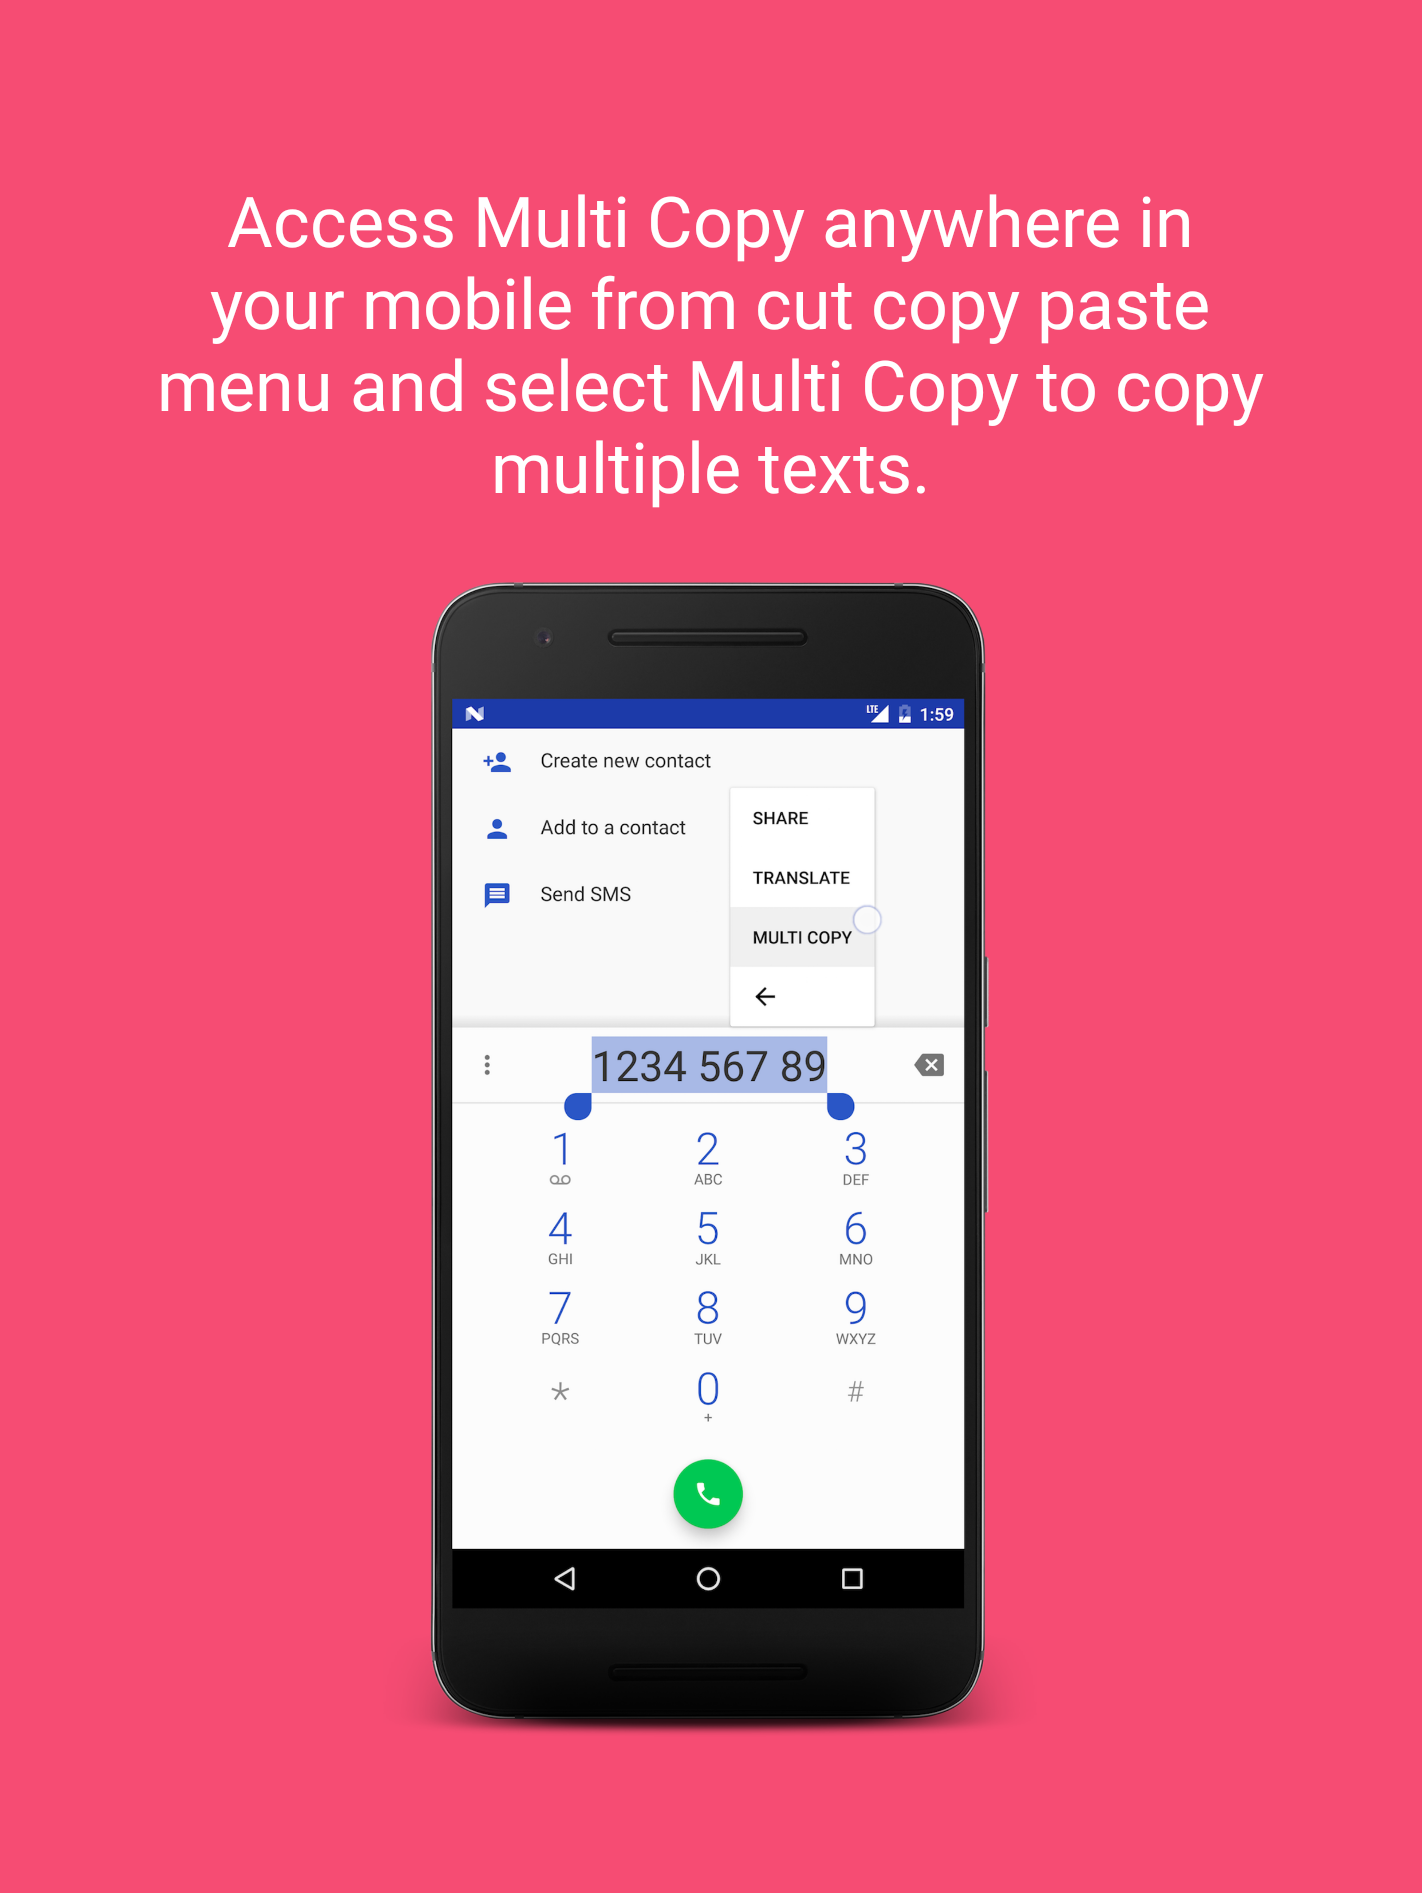 Access Multi Copy anywhere in
your mobile from cut copy paste
menu and select Multi Copy to copy
multiple texts.
LTE 1:59
Create new contact
Add to a contact
Send SMS
SHARE
TRANSLATE
MULTI COPY
1234 567 89
1 2 3
ABC DEF
4 5 6
GHI JKL MNO
7 8 9
PQRS TUV WXYZ
* 0 #
+